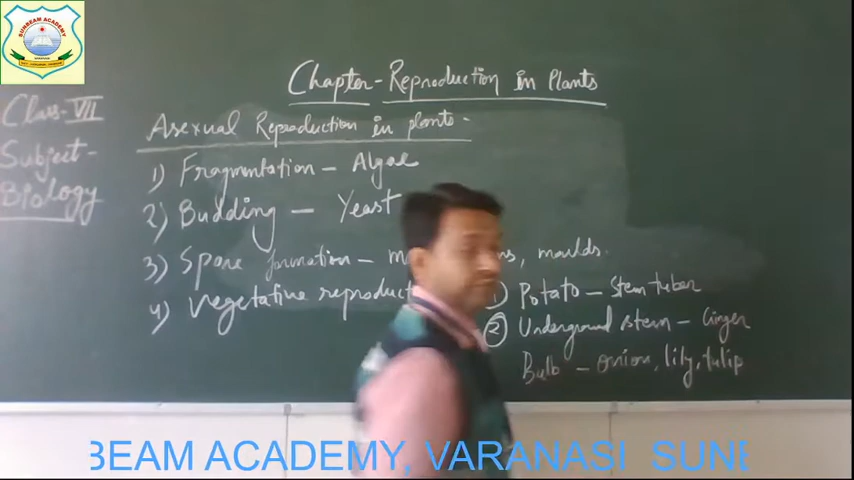 SUNBEAM ACADEMY
Chapter-Reproduction in Plants
Class-VII
Subject-
Biology
Asexual Reproduction in plants-
1) Fragmentation - Algae
2) Budding - Yeast
3) Spore formation - moulds.
4) Vegetative reproduct
1) Potato - Stem tuber
2) Underground stem - Ginger
Bulb - onion, lily, tulip
BEAM ACADEMY, VARANASI SUNB